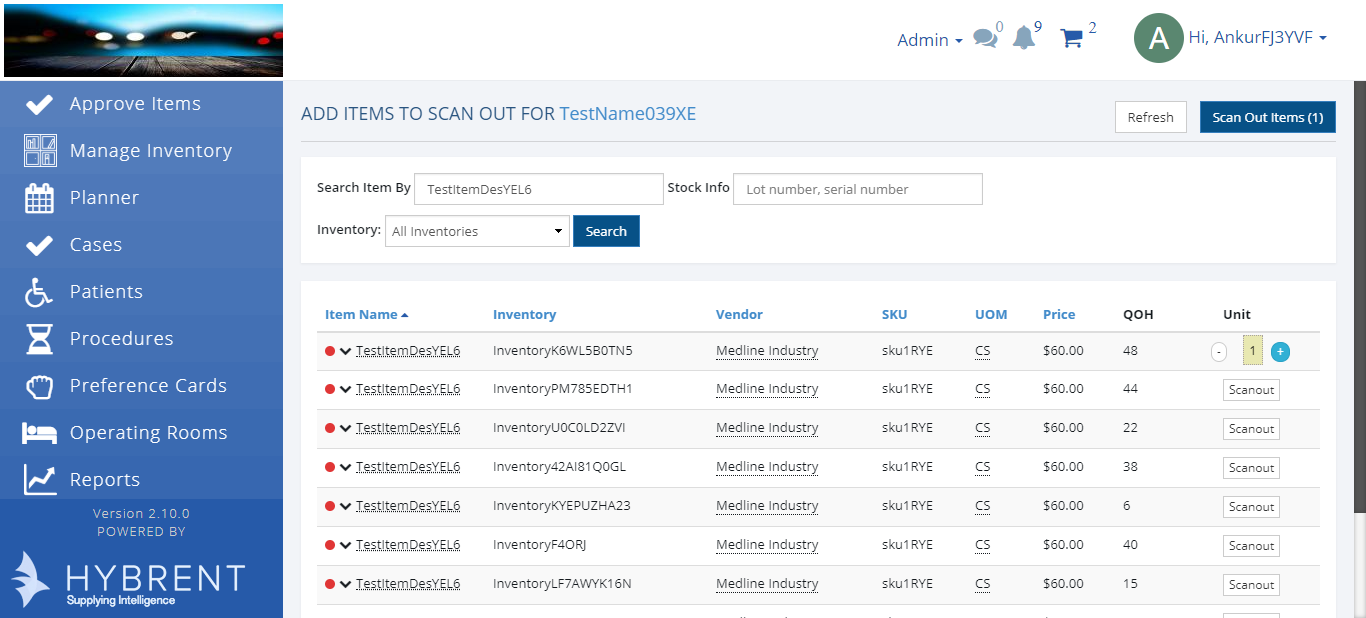 Admin 0 9 2 A Hi, AnkurFJ3YVF
Approve Items
Manage Inventory
Planner
Cases
Patients
Procedures
Preference Cards
Operating Rooms
Reports
Version 2.10.0
POWERED BY
HYBRENT
Supplying Intelligence
ADD ITEMS TO SCAN OUT FOR TestName039XE
Refresh Scan Out Items (1)
Search Item By TestItemDesYEL6 Stock Info Lot number, serial number
Inventory: All Inventories Search
Item Name Inventory Vendor SKU UOM Price QOH Unit
TestItemDesYEL6 InventoryK6WL5B0TN5 Medline Industry sku1RYE CS $60.00 48 - 1 +
TestItemDesYEL6 InventoryPM785EDTH1 Medline Industry sku1RYE CS $60.00 44 Scanout
TestItemDesYEL6 InventoryU0C0LD2ZVI Medline Industry sku1RYE CS $60.00 22 Scanout
TestItemDesYEL6 Inventory42AI81Q0GL Medline Industry sku1RYE CS $60.00 38 Scanout
TestItemDesYEL6 InventoryKYEPUZHA23 Medline Industry sku1RYE CS $60.00 6 Scanout
TestItemDesYEL6 InventoryF4ORJ Medline Industry sku1RYE CS $60.00 40 Scanout
TestItemDesYEL6 InventoryLF7AWYK16N Medline Industry sku1RYE CS $60.00 15 Scanout